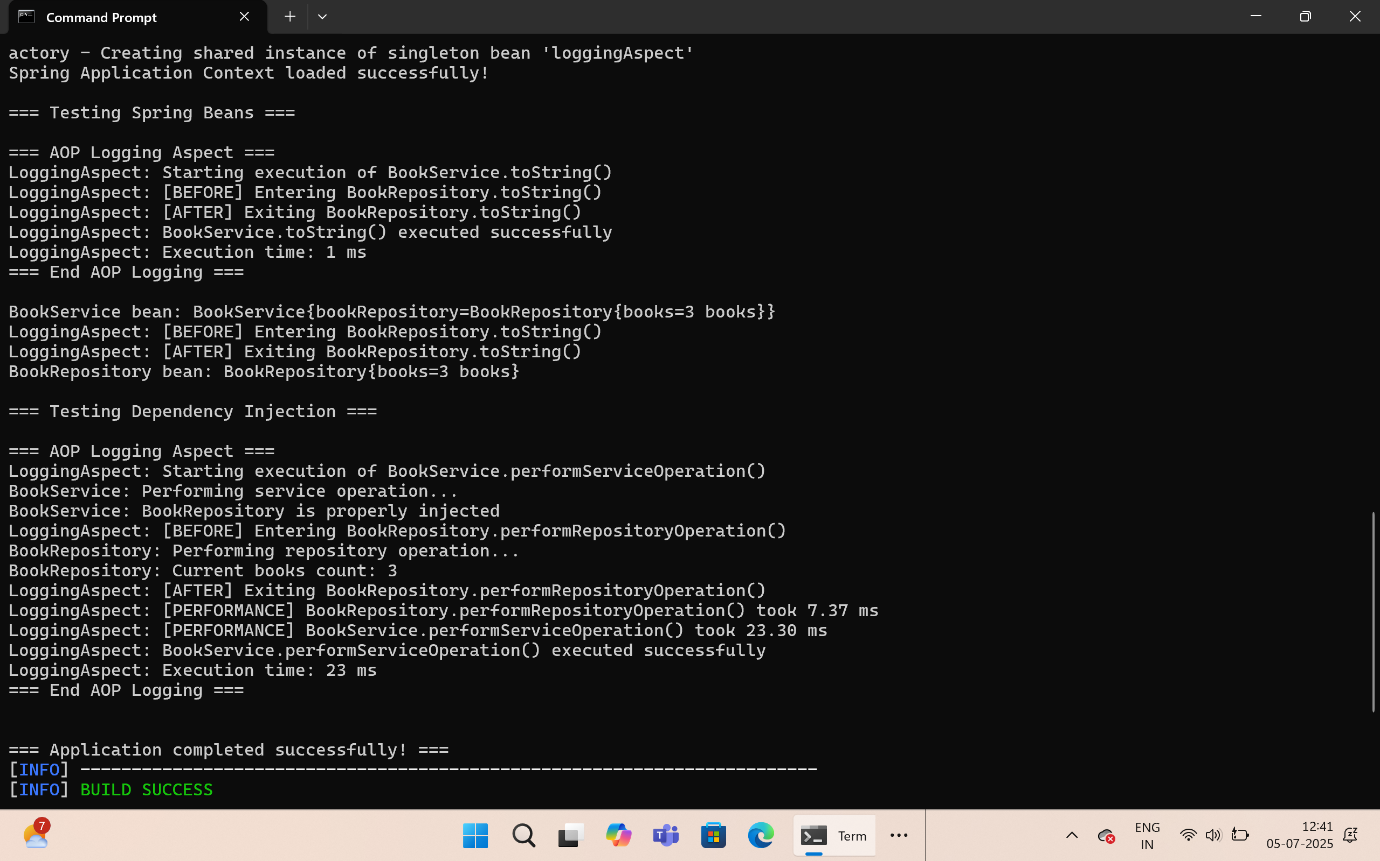 Command Prompt
actory - Creating shared instance of singleton bean 'loggingAspect'
Spring Application Context loaded successfully!
=== Testing Spring Beans ===
=== AOP Logging Aspect ===
LoggingAspect: Starting execution of BookService.toString()
LoggingAspect: [BEFORE] Entering BookRepository.toString()
LoggingAspect: [AFTER] Exiting BookRepository.toString()
LoggingAspect: BookService.toString() executed successfully
LoggingAspect: Execution time: 1 ms
=== End AOP Logging ===
BookService bean: BookService{bookRepository=BookRepository{books=3 books}}
LoggingAspect: [BEFORE] Entering BookRepository.toString()
LoggingAspect: [AFTER] Exiting BookRepository.toString()
BookRepository bean: BookRepository{books=3 books}
=== Testing Dependency Injection ===
=== AOP Logging Aspect ===
LoggingAspect: Starting execution of BookService.performServiceOperation()
BookService: Performing service operation...
BookService: BookRepository is properly injected
LoggingAspect: [BEFORE] Entering BookRepository.performRepositoryOperation()
BookRepository: Performing repository operation...
BookRepository: Current books count: 3
LoggingAspect: [AFTER] Exiting BookRepository.performRepositoryOperation()
LoggingAspect: [PERFORMANCE] BookRepository.performRepositoryOperation() took 7.37 ms
LoggingAspect: [PERFORMANCE] BookService.performServiceOperation() took 23.30 ms
LoggingAspect: BookService.performServiceOperation() executed successfully
LoggingAspect: Execution time: 23 ms
=== End AOP Logging ===
=== Application completed successfully! ===
[INFO] ------------------------------------------------------------------------
[INFO] BUILD SUCCESS
7
Term
ENG
IN
12:41
05-07-2025